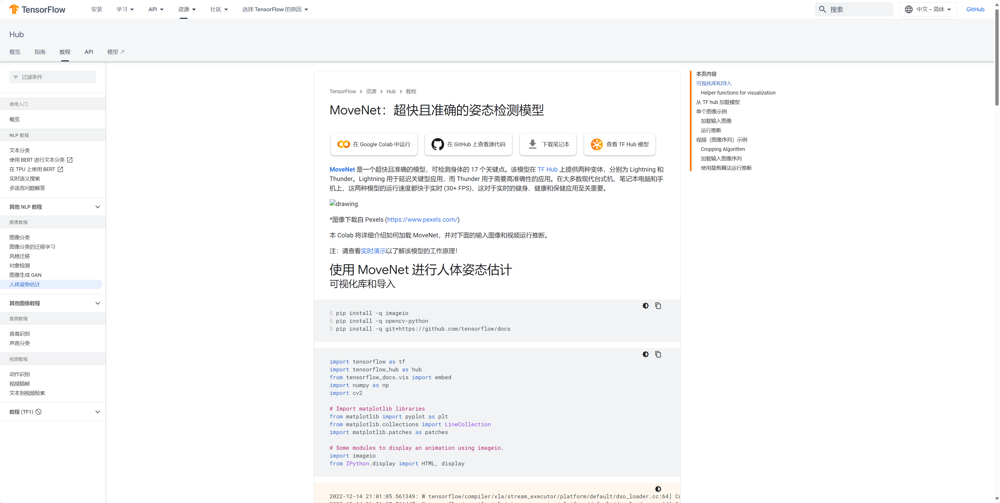 TensorFlow
安装
学习
API
资源
社区
选择 TensorFlow 的原因
搜索
中文 – 简体
GitHub
Hub
概览
指南
教程
API
模型 ↗
过滤条件
使用入门
概览
NLP 教程
文本分类
使用 BERT 进行文本分类
在 TPU 上使用 BERT
实时语义搜索
多语言问题解答
其他 NLP 教程
图像教程
图像分类
图像分类的迁移学习
风格迁移
对象检测
图像生成 GAN
人体姿势估计
其他图像教程
音频教程
音高识别
声音分类
视频教程
动作识别
视频插帧
文本到视频检索
教程 (TF1)
TensorFlow > 资源 > Hub > 教程
MoveNet：超快且准确的姿态检测模型
在 Google Colab 中运行
在 GitHub 上查看源代码
下载笔记本
查看 TF Hub 模型
MoveNet 是一个超快且准确的模型，可检测身体的 17 个关键点。该模型在 TF Hub 上提供两种变体，分别为 Lightning 和
Thunder。Lightning 用于延迟关键型应用，而 Thunder 用于需要高准确性的应用。在大多数现代台式机、笔记本电脑和手
机上，这两种模型的运行速度都快于实时 (30+ FPS)，这对于实时的健身、健康和保健应用至关重要。
drawing
*图像下载自 Pexels (https://www.pexels.com/)
本 Colab 将详细介绍如何加载 MoveNet，并对下面的输入图像和视频运行推断。
注：请查看实时演示以了解该模型的工作原理！
使用 MoveNet 进行人体姿态估计
可视化库和导入
$ pip install -q imageio
$ pip install -q opencv-python
$ pip install -q git+https://github.com/tensorflow/docs
import tensorflow as tf
import tensorflow_hub as hub
from tensorflow_docs.vis import embed
import numpy as np
import cv2
# Import matplotlib libraries
from matplotlib import pyplot as plt
from matplotlib.collections import LineCollection
import matplotlib.patches as patches
# Some modules to display an animation using imageio.
import imageio
from IPython.display import HTML, display
2022-12-14 21:01:05.561349: W tensorflow/compiler/xla/stream_executor/platform/default/dso_loader.cc:64] Co
本页内容
可视化库和导入
Helper functions for visualization
从 TF hub 加载模型
单个图像示例
加载输入图像
运行推断
视频（图像序列）示例
Cropping Algorithm
加载输入图像序列
使用裁剪算法运行推断